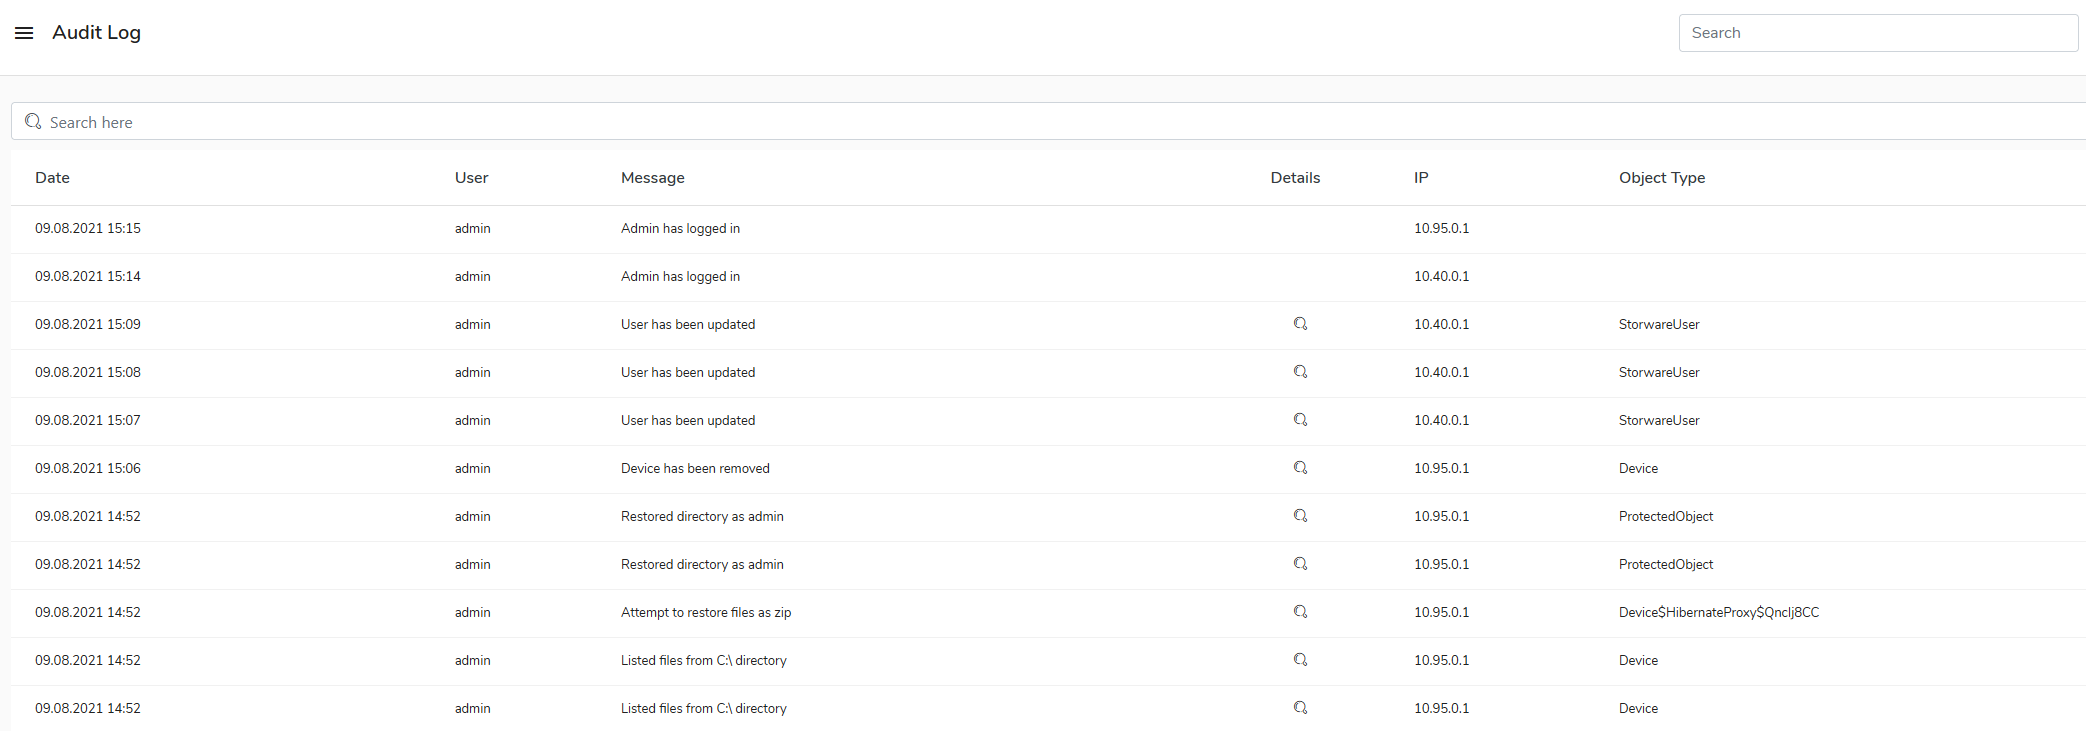 Audit Log
Search
Search here
Date User Message Details IP Object Type
09.08.2021 15:15 admin Admin has logged in 10.95.0.1
09.08.2021 15:14 admin Admin has logged in 10.40.0.1
09.08.2021 15:09 admin User has been updated 10.40.0.1 StorwareUser
09.08.2021 15:08 admin User has been updated 10.40.0.1 StorwareUser
09.08.2021 15:07 admin User has been updated 10.40.0.1 StorwareUser
09.08.2021 15:06 admin Device has been removed 10.95.0.1 Device
09.08.2021 14:52 admin Restored directory as admin 10.95.0.1 ProtectedObject
09.08.2021 14:52 admin Restored directory as admin 10.95.0.1 ProtectedObject
09.08.2021 14:52 admin Attempt to restore files as zip 10.95.0.1 Device$HibernateProxy$QncIj8CC
09.08.2021 14:52 admin Listed files from C:\ directory 10.95.0.1 Device
09.08.2021 14:52 admin Listed files from C:\ directory 10.95.0.1 Device